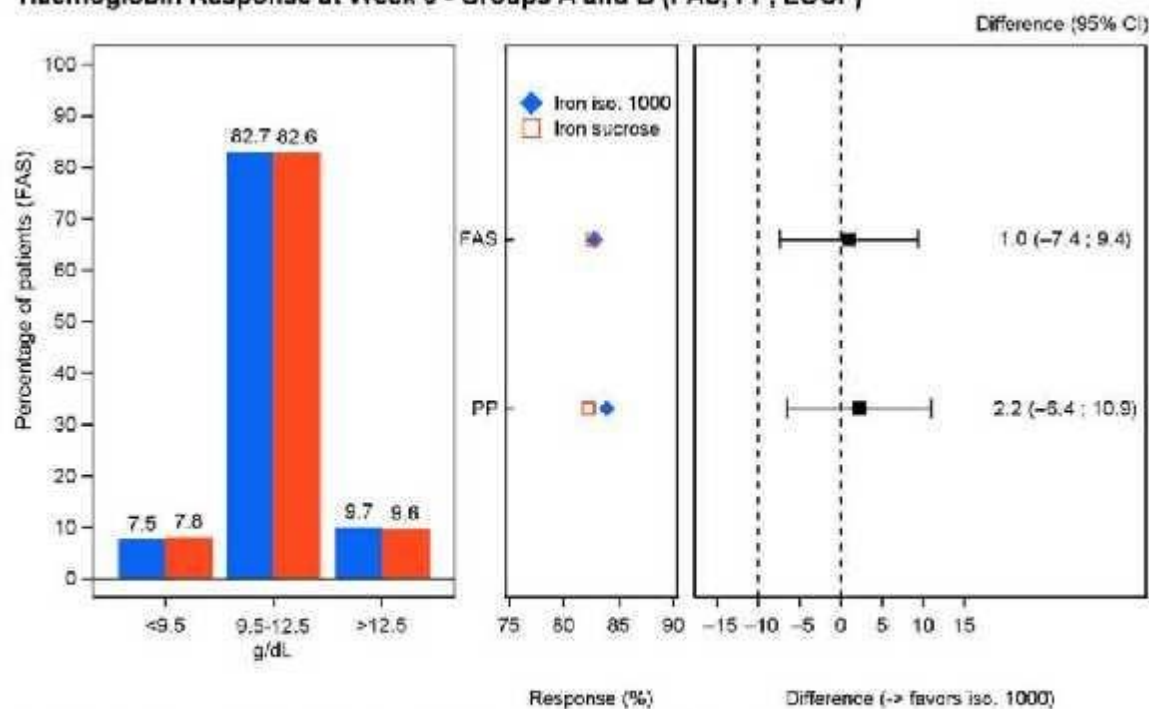 Difference (95% CI)
Percentage of patients (FAS)
100
90
80
70
60
50
40
30
20
10
0
7.5 7.8
82.7 82.6
9.7 9.6
<9.5 9.5-12.5 >12.5
g/dL
Iron iso. 1000
Iron sucrose
FAS
PP
75 80 85 90
Response (%)
1.0 (–7.4 ; 9.4)
2.2 (–6.4 ; 10.9)
–15 –10 –5 0 5 10 15
Difference (-> favors iso. 1000)